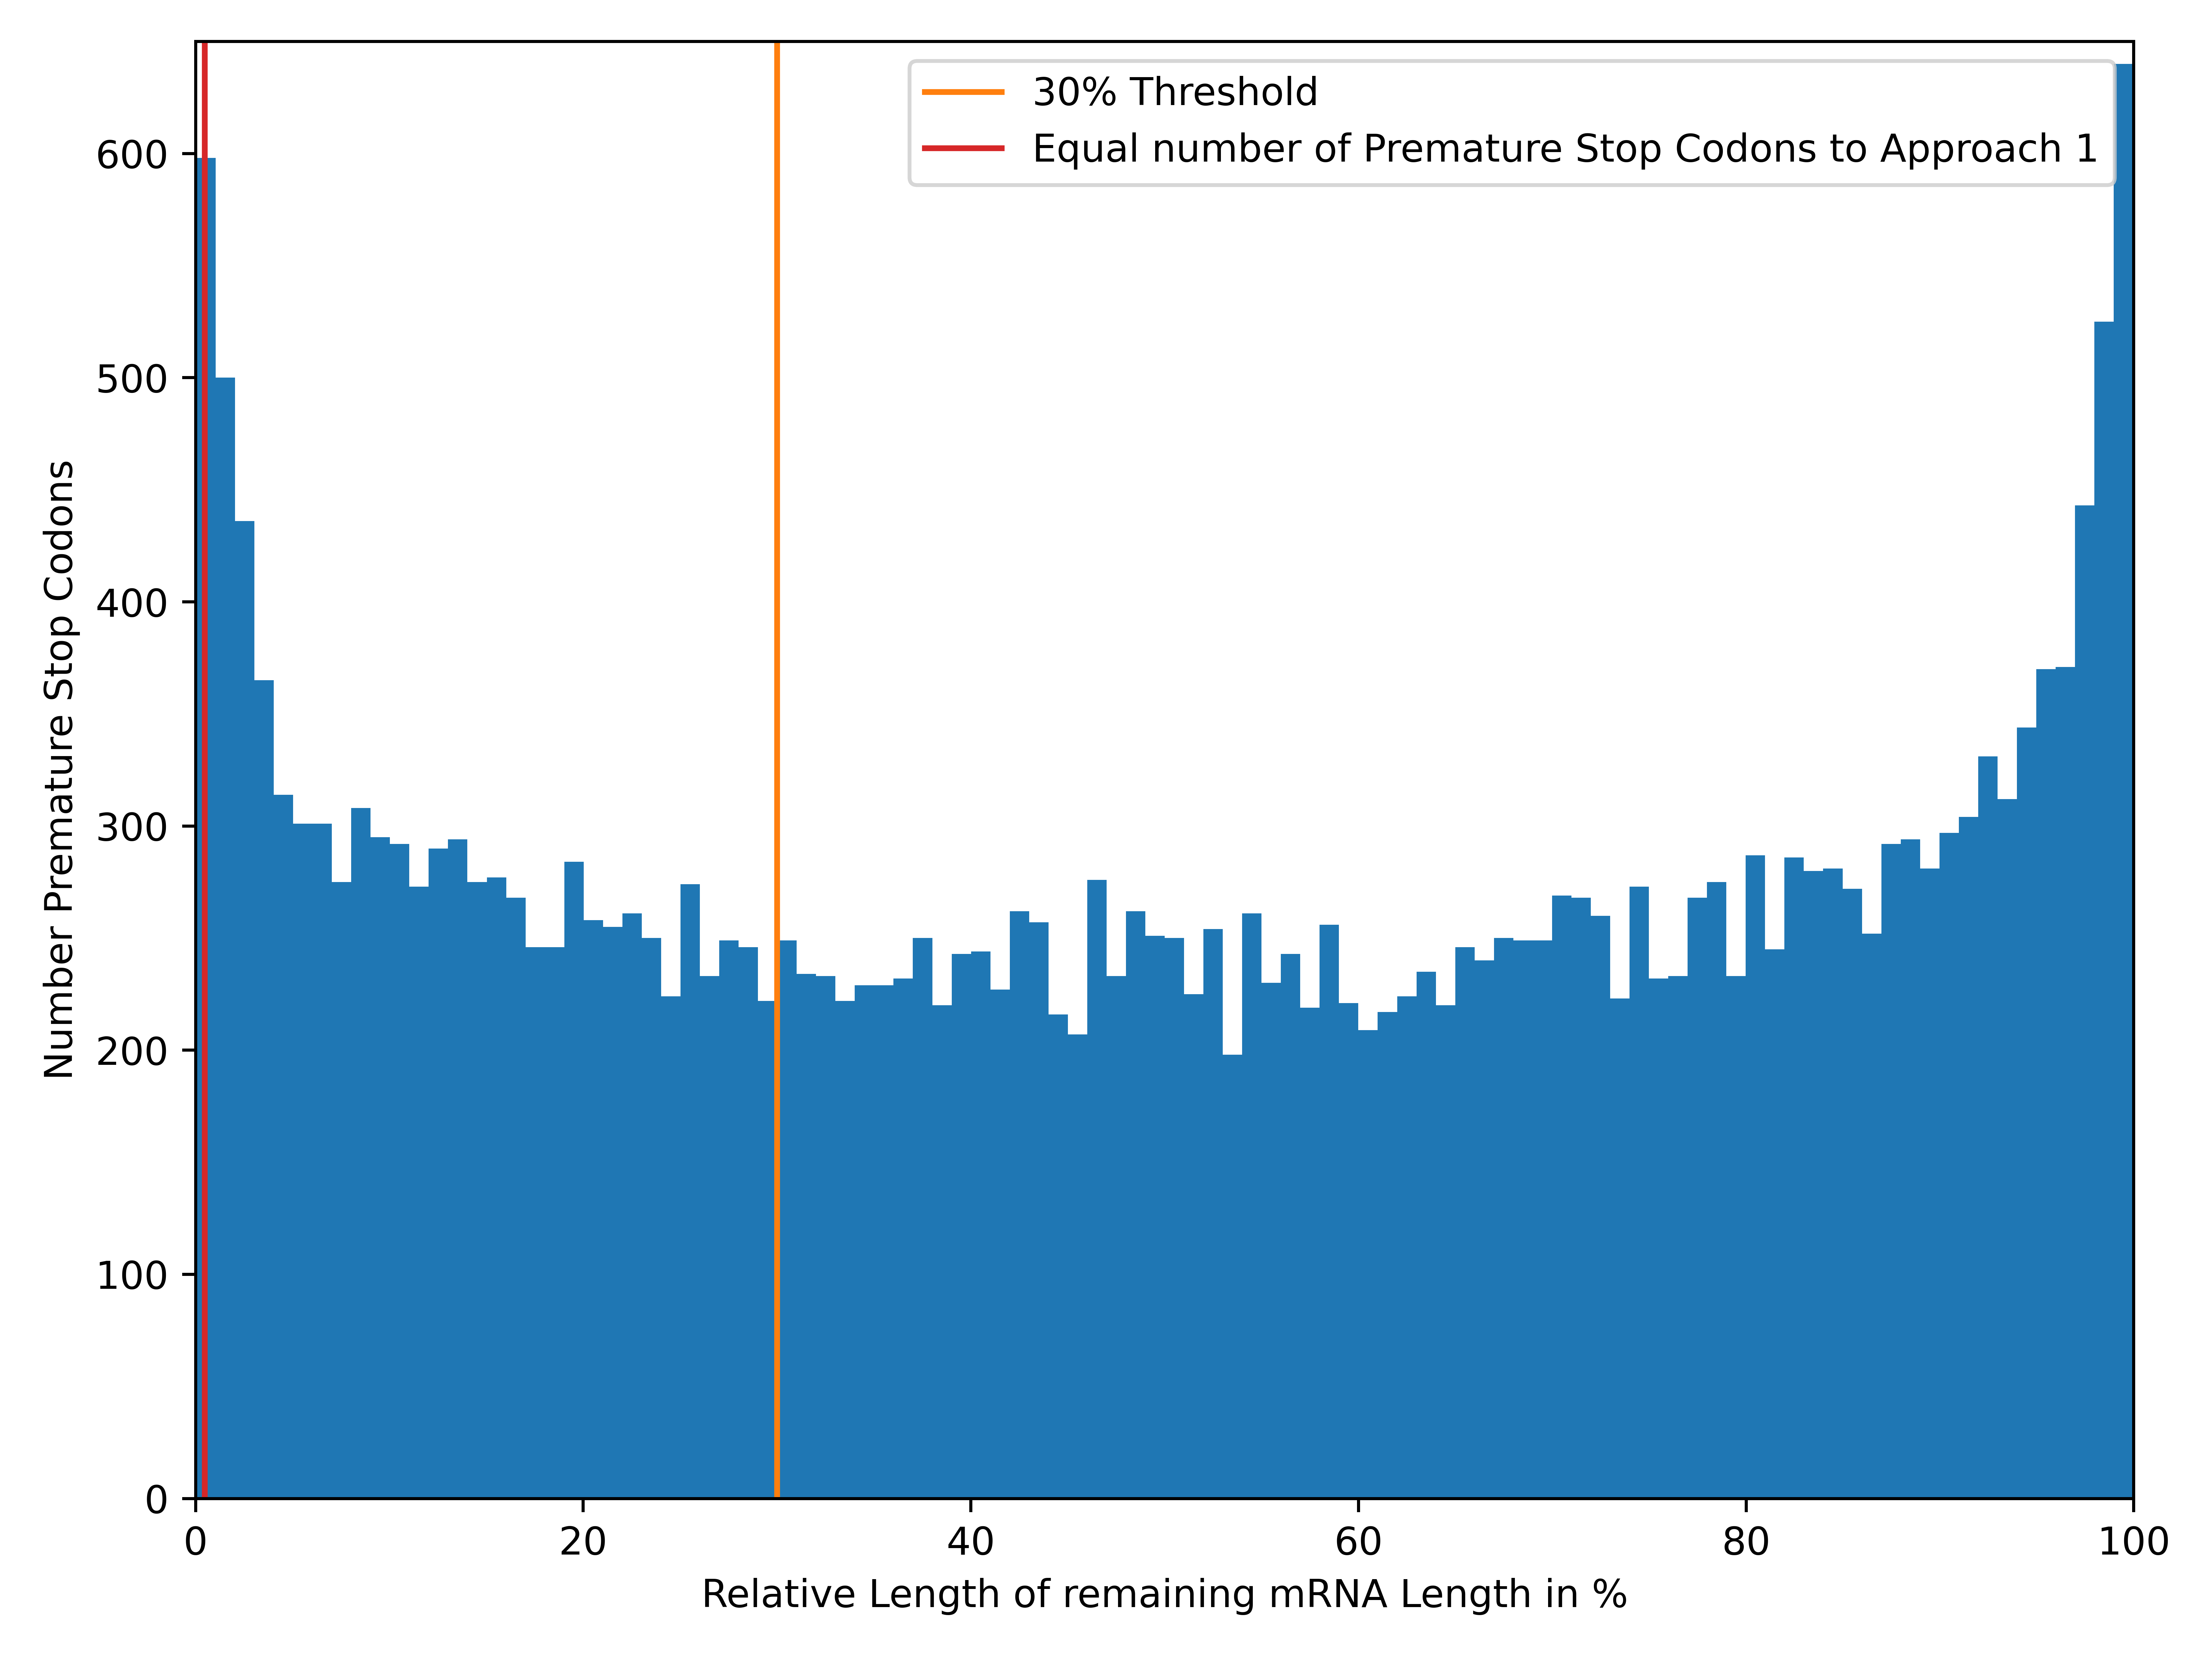 30% Threshold
Equal number of Premature Stop Codons to Approach 1
600
500
400
300
200
100
0
Number Premature Stop Codons
0 20 40 60 80 100
Relative Length of remaining mRNA Length in %